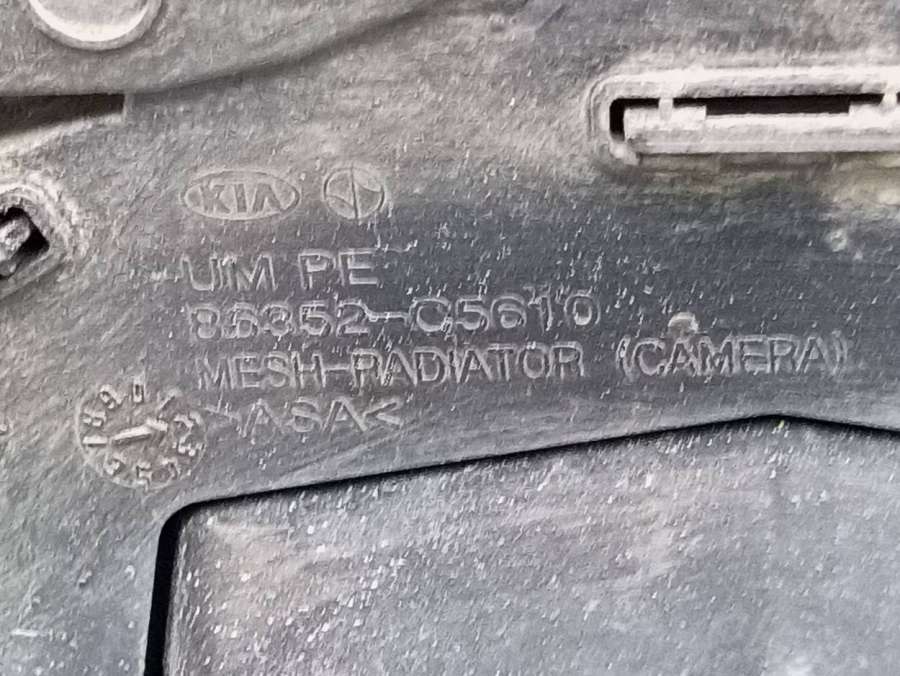 KIA
UM PE
86352-C5610
MESH-RADIATOR (CAMERA)
>ASA<